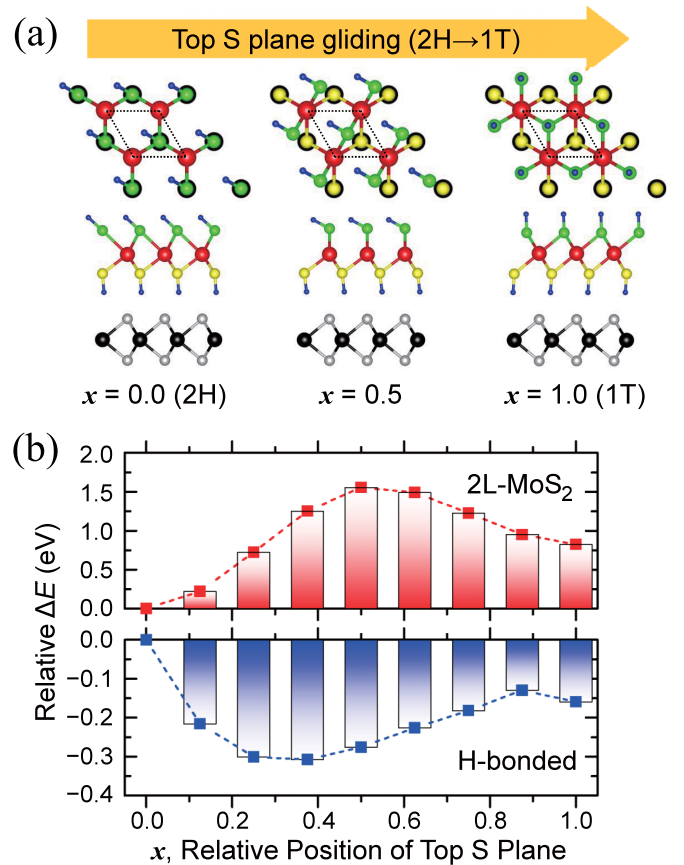 (a)
Top S plane gliding (2H→1T)
x = 0.0 (2H)
x = 0.5
x = 1.0 (1T)
(b)
2.0
1.5
1.0
0.5
0.0
2L-MoS₂
Relative ΔE (eV)
0.0
−0.1
−0.2
−0.3
−0.4
H-bonded
0.0
0.2
0.4
0.6
0.8
1.0
x, Relative Position of Top S Plane